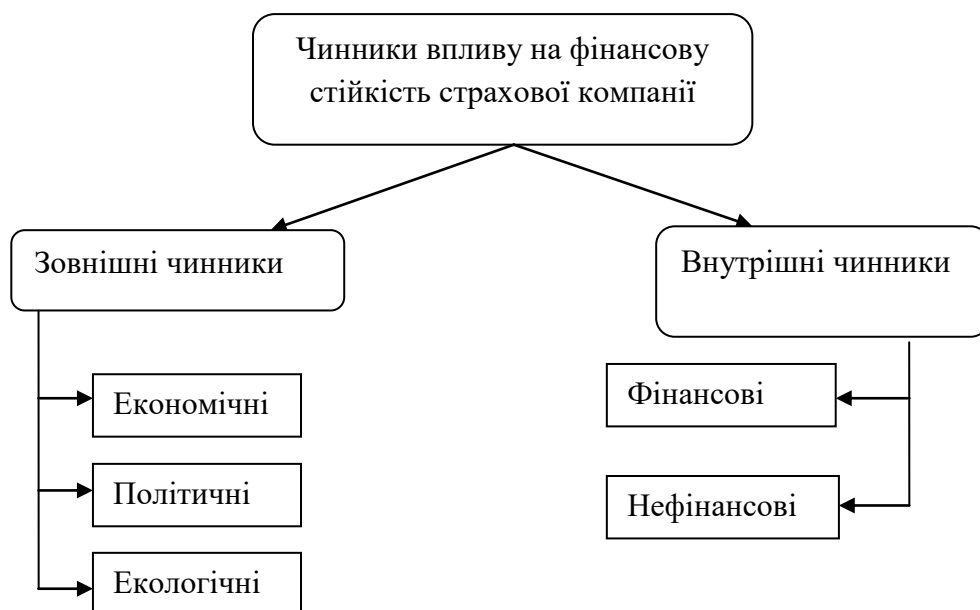 Чинники впливу на фінансову
стійкість страхової компанії
Зовнішні чинники
Внутрішні чинники
Економічні
Політичні
Екологічні
Фінансові
Нефінансові